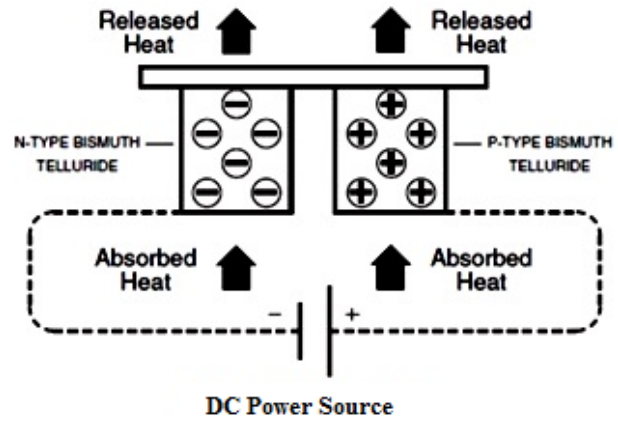 Released
Heat
Released
Heat
N-TYPE BISMUTH
TELLURIDE
P-TYPE BISMUTH
TELLURIDE
Absorbed
Heat
Absorbed
Heat
− +
DC Power Source